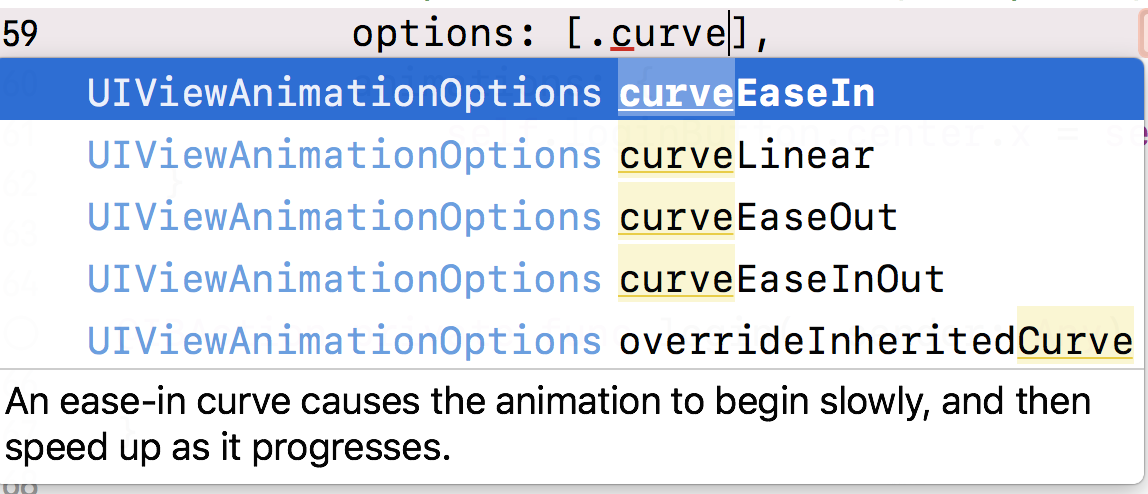 59 options: [.curve],
UIViewAnimationOptions curveEaseIn
UIViewAnimationOptions curveLinear
UIViewAnimationOptions curveEaseOut
UIViewAnimationOptions curveEaseInOut
UIViewAnimationOptions overrideInheritedCurve
An ease-in curve causes the animation to begin slowly, and then
speed up as it progresses.